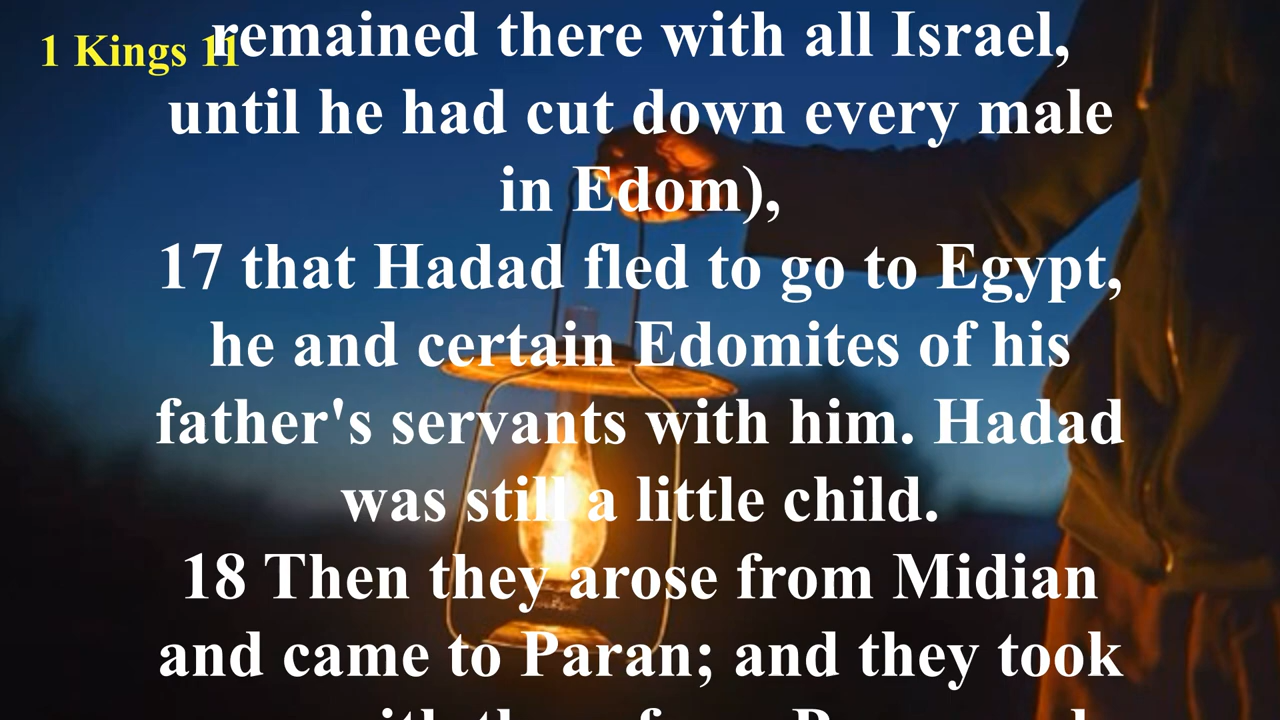 1 Kings 11
remained there with all Israel,
until he had cut down every male
in Edom),
17 that Hadad fled to go to Egypt,
he and certain Edomites of his
father's servants with him. Hadad
was still a little child.
18 Then they arose from Midian
and came to Paran; and they took